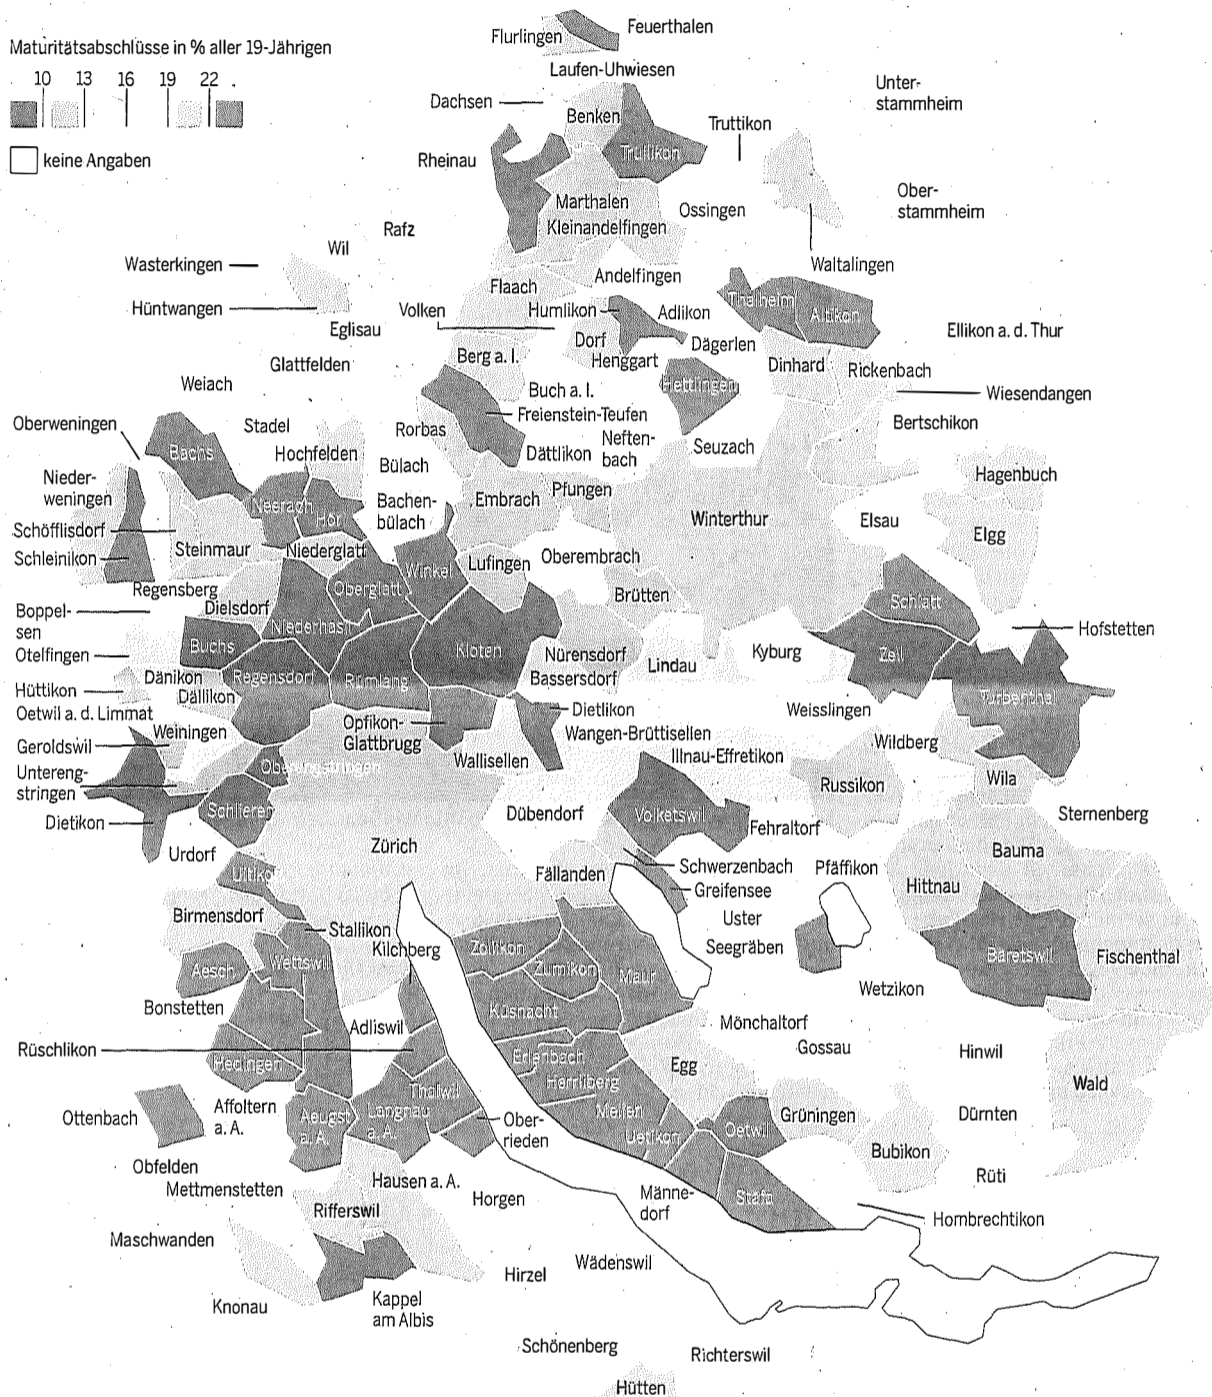 Maturitätsabschlüsse in % aller 19-Jährigen
10 13 16 19 22
keine Angaben
Flurlingen
Feuerthalen
Laufen-Uhwiesen
Dachsen
Benken
Unter-
stammheim
Truttikon
Trüllikon
Rheinau
Marthalen
Ober-
stammheim
Ossingen
Kleinandelfingen
Rafz
Wil
Wasterkingen
Waltalingen
Andelfingen
Flaach
Hüntwangen
Volken
Humlikon
Adlikon
Thalheim
Altikon
Eglisau
Ellikon a. d. Thur
Dorf
Dägerlen
Henggart
Berg a. I.
Glattfelden
Dinhard
Rickenbach
Weiach
Hettlingen
Buch a. I.
Wiesendangen
Freienstein-Teufen
Oberweningen
Stadel
Rorbas
Bertschikon
Neften-
bach
Seuzach
Dättlikon
Bachs
Hochfelden
Bülach
Hagenbuch
Nieder-
weningen
Neerach
Höri
Bachen-
bülach
Embrach
Pfungen
Winterthur
Elsau
Elgg
Schöfflisdorf
Steinmaur
Niederglatt
Schleinikon
Oberembrach
Lufingen
Winkel
Oberglatt
Regensberg
Brütten
Schlatt
Dielsdorf
Boppel-
sen
Niederhasli
Hofstetten
Buchs
Kloten
Nürensdorf
Kyburg
Zell
Otelfingen
Lindau
Dänikon
Regensdorf
Rümlang
Bassersdorf
Hüttikon
Dällikon
Turbenthal
Oetwil a. d. Limmat
Dietlikon
Weisslingen
Opfikon-
Glattbrugg
Weiningen
Wangen-Brüttisellen
Geroldswil
Wildberg
Illnau-Effretikon
Wallisellen
Oberengstringen
Untereng-
stringen
Russikon
Wila
Schlieren
Dübendorf
Volketswil
Sternenberg
Dietikon
Fehraltorf
Zürich
Urdorf
Bauma
Schwerzenbach
Pfäffikon
Fällanden
Uitikon
Greifensee
Hittnau
Birmensdorf
Uster
Stallikon
Kilchberg
Zollikon
Seegräben
Bäretswil
Fischenthal
Wettswil
Aesch
Zumikon
Maur
Wetzikon
Bonstetten
Küsnacht
Adliswil
Mönchaltorf
Gossau
Hinwil
Rüschlikon
Erlenbach
Hedingen
Egg
Herrliberg
Wald
Thalwil
Ottenbach
Affoltern
a. A.
Aeugst
a. A.
Langnau
a. A.
Meilen
Grüningen
Dürnten
Ober-
rieden
Uetikon
Oetwil
Bubikon
Obfelden
Rüti
Mettmenstetten
Hausen a. A.
Horgen
Männe-
dorf
Stäfa
Rifferswil
Hombrechtikon
Maschwanden
Wädenswil
Hirzel
Knonau
Kappel
am Albis
Schönenberg
Richterswil
Hütten